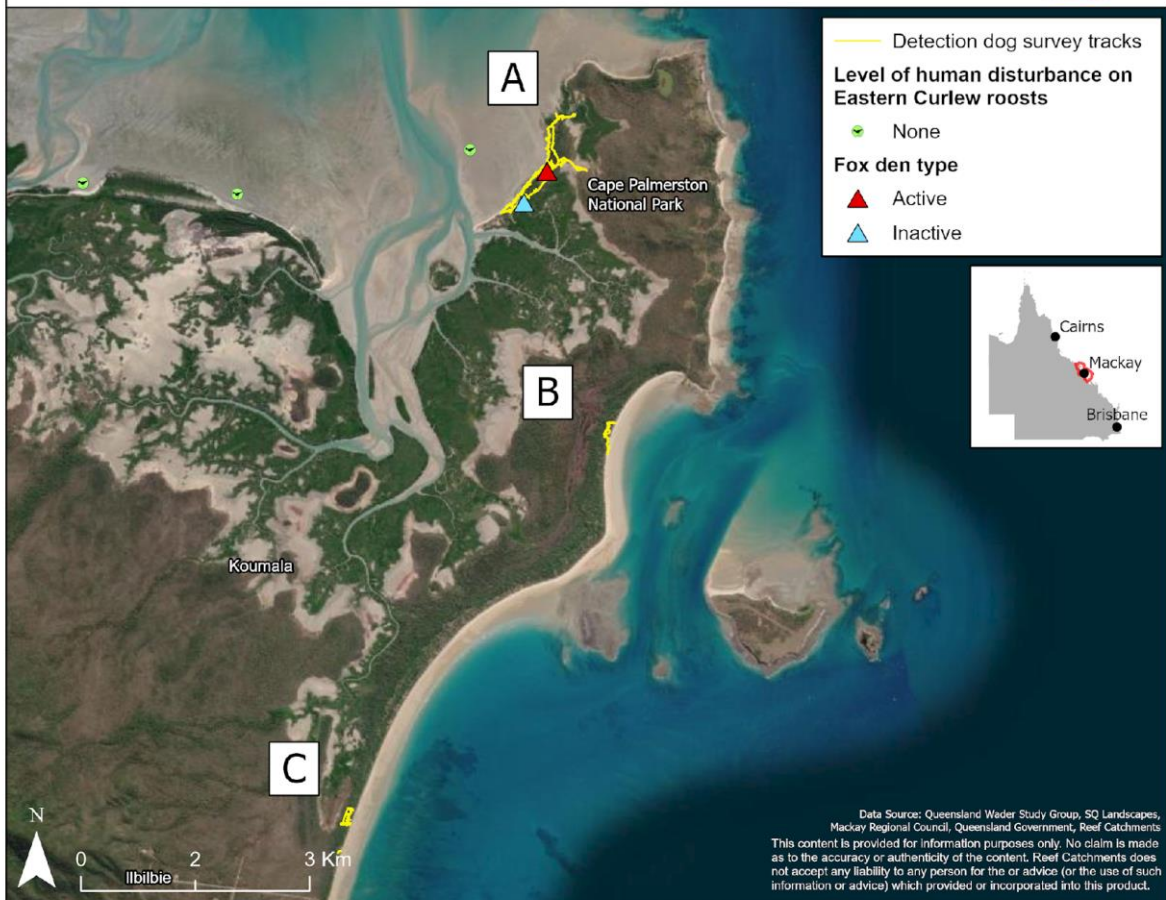 A
Detection dog survey tracks
Level of human disturbance on
Eastern Curlew roosts
None
Fox den type
Active
Inactive
Cape Palmerston
National Park
Cairns
Mackay
Brisbane
B
Koumala
C
N
0 2 3 Km
Ilbilbie
Data Source: Queensland Wader Study Group, SQ Landscapes,
Mackay Regional Council, Queensland Government, Reef Catchments
This content is provided for information purposes only. No claim is made
as to the accuracy or authenticity of the content. Reef Catchments does
not accept any liability to any person for the or advice (or the use of such
information or advice) which provided or incorporated into this product.